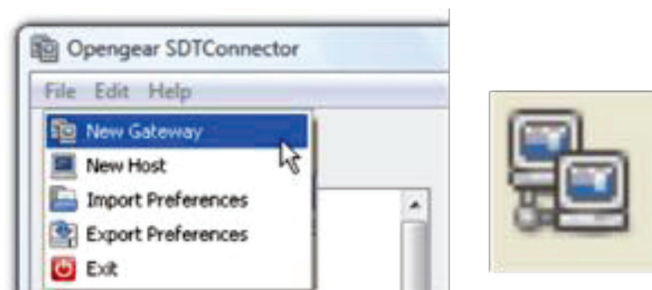 Opengear SDTConnector
File Edit Help
New Gateway
New Host
Import Preferences
Export Preferences
Exit